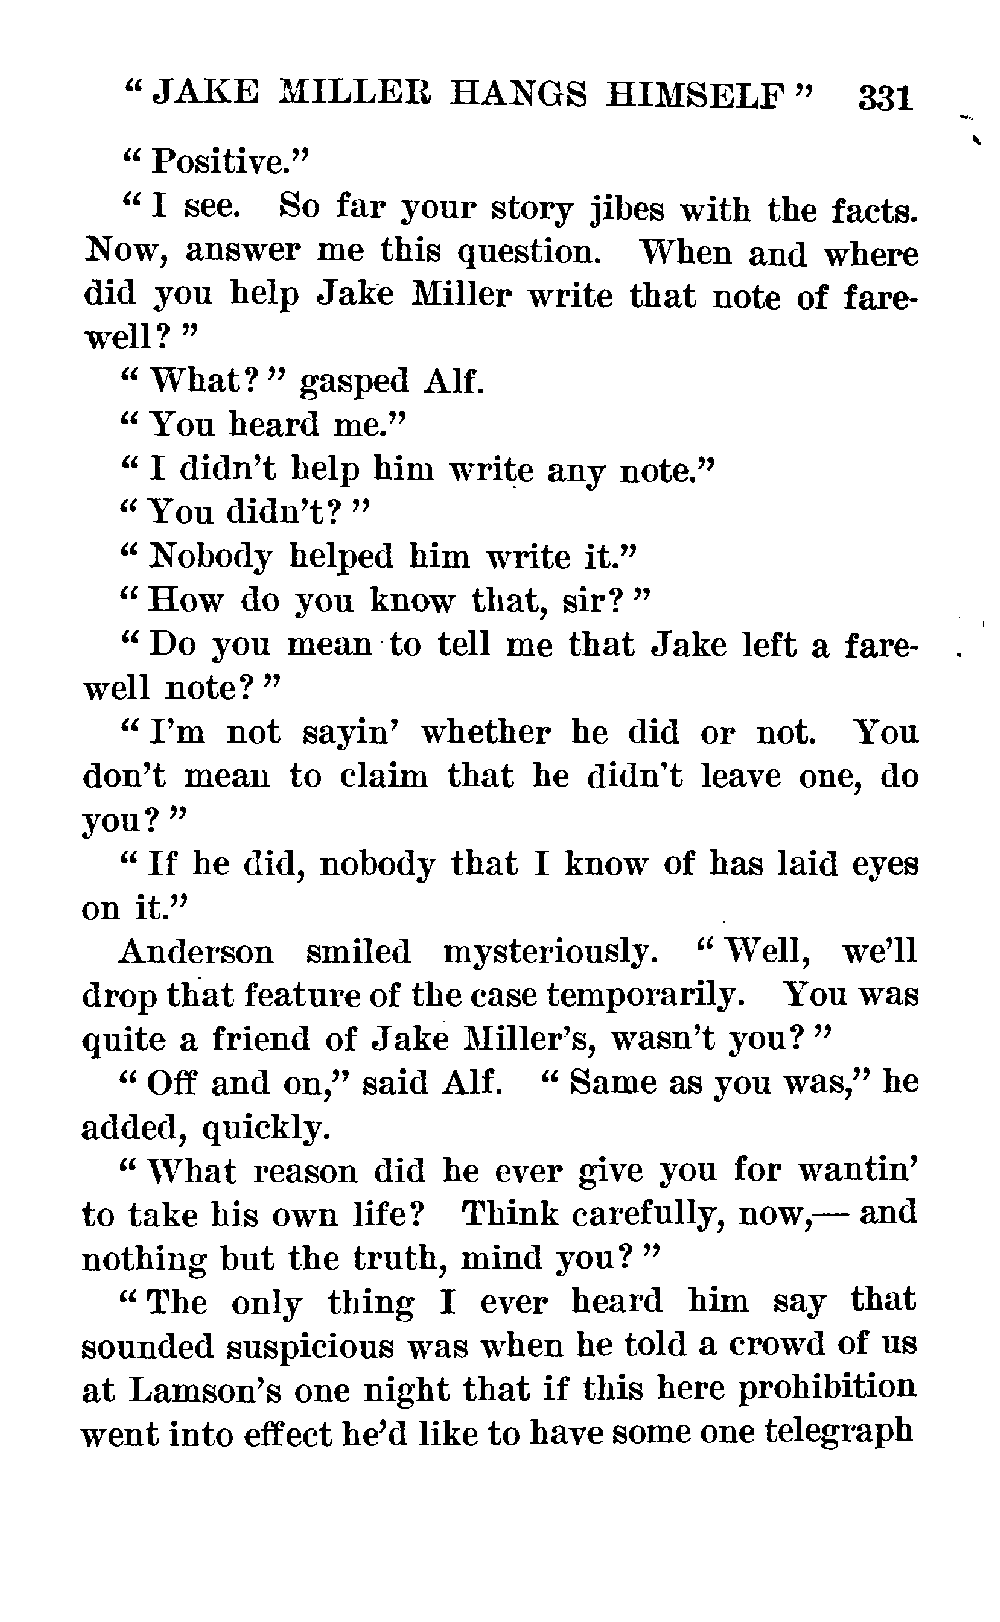 “ JAKE MILLER HANGS HIMSELF ” 331
“ Positive.”
“ I see. So far your story jibes with the facts.
Now, answer me this question. When and where
did you help Jake Miller write that note of fare-
well? ”
“ What? ” gasped Alf.
“ You heard me.”
“ I didn’t help him write any note.”
“ You didn’t? ”
“ Nobody helped him write it.”
“ How do you know that, sir? ”
“ Do you mean to tell me that Jake left a fare-
well note? ”
“ I’m not sayin’ whether he did or not. You
don’t mean to claim that he didn’t leave one, do
you? ”
“ If he did, nobody that I know of has laid eyes
on it.”
Anderson smiled mysteriously. “ Well, we’ll
drop that feature of the case temporarily. You was
quite a friend of Jake Miller’s, wasn’t you? ”
“ Off and on,” said Alf. “ Same as you was,” he
added, quickly.
“ What reason did he ever give you for wantin’
to take his own life? Think carefully, now,— and
nothing but the truth, mind you? ”
“ The only thing I ever heard him say that
sounded suspicious was when he told a crowd of us
at Lamson’s one night that if this here prohibition
went into effect he’d like to have some one telegraph